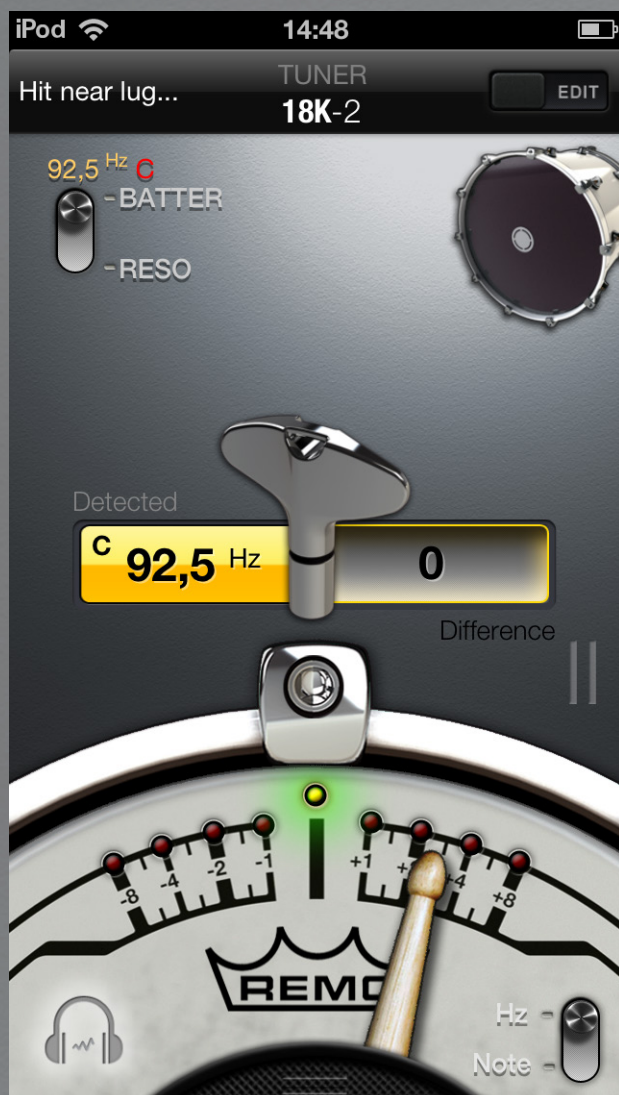 iPod 14:48
TUNER
Hit near lug...
18K-2
EDIT
92,5 Hz C
BATTER
RESO
Detected
C 92,5 Hz 0
Difference
-8 -4 -2 -1 +1 +4 +8
REMO
Hz
Note